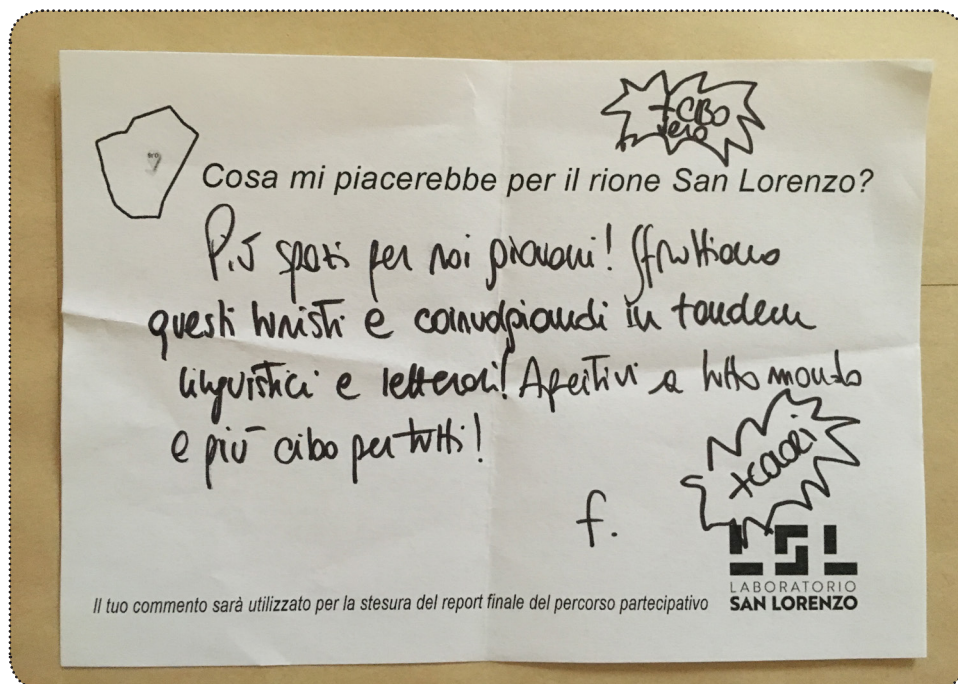 +CIBO
vero
Cosa mi piacerebbe per il rione San Lorenzo?
Più spazi per noi giovani! Sfruttiamo
questi turisti e coinvolgiamoli in tandem
linguistici e letterari! Aperitivi a tutto mondo
e più cibo per tutti!
+COLORI
f.
LSL
LABORATORIO
SAN LORENZO
Il tuo commento sarà utilizzato per la stesura del report finale del percorso partecipativo